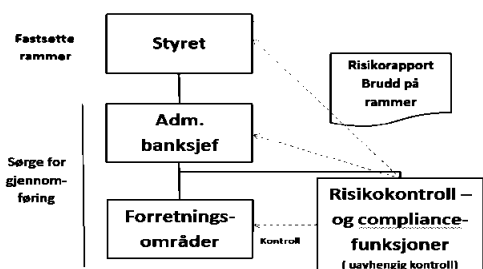 Fastsette
rammer
Styret
Risikorapport
Brudd på
rammer
Adm.
banksjef
Sørge for
gjennom-
føring
Forretnings-
områder
Kontroll
Risikokontroll –
og compliance-
funksjoner
( uavhengig kontroll)